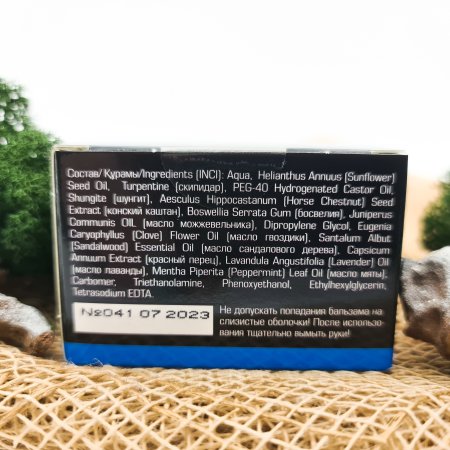 Состав/ Құрамы/Ingredients (INCI): Aqua, Helianthus Annuus (Sunflower)
Seed Oil, Turpentine (скипидар), PEG-40 Hydrogenated Castor Oil,
Shungite (шунгит), Aesculus Hippocastanum (Horse Chestnut) Seed
Extract (конский каштан), Boswellia Serrata Gum (босвелия), Juniperus
Communis OIL (масло можжевельника), Dipropylene Glycol, Eugenia
Caryophyllus (Clove) Flower Oil (масло гвоздики), Santalum Albut
(Sandalwood) Essential Oil (масло сандалового дерева), Capsicum
Annuum Extract (красный перец), Lavandula Angustifolia (Lavender) Oil
(масло лаванды), Mentha Piperita (Peppermint) Leaf Oil (масло мяты),
Carbomer, Triethanolamine, Phenoxyethanol, Ethylhexylglycerin,
Tetrasodium EDTA.
№041 07 2023
Не допускать попадания бальзама на
слизистые оболочки! После использо-
вания тщательно вымыть руки!